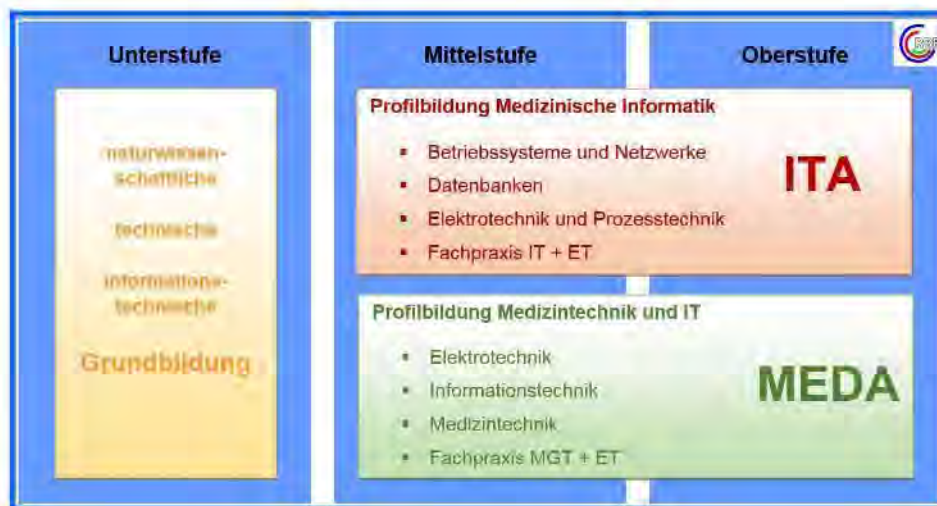 Unterstufe
Mittelstufe
Oberstufe
naturwissen-
schaftliche
technische
informations-
technische
Grundbildung
Profilbildung Medizinische Informatik
▪ Betriebssysteme und Netzwerke
▪ Datenbanken
▪ Elektrotechnik und Prozesstechnik
▪ Fachpraxis IT + ET
ITA
Profilbildung Medizintechnik und IT
▪ Elektrotechnik
▪ Informationstechnik
▪ Medizintechnik
▪ Fachpraxis MGT + ET
MEDA